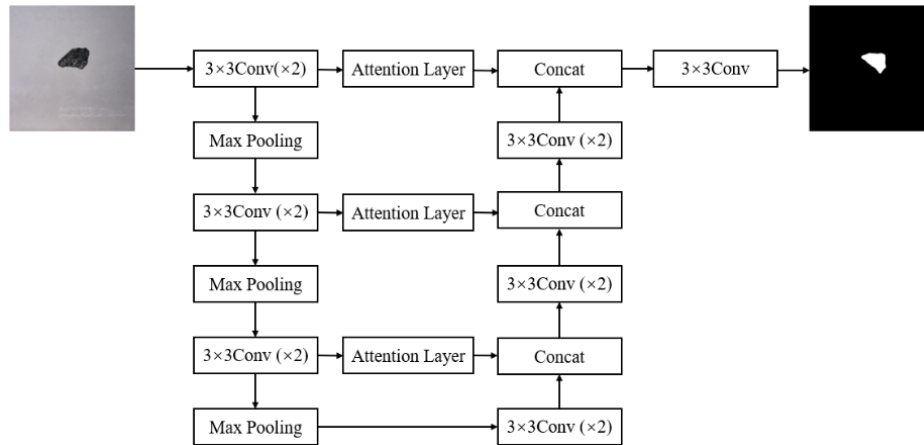 3×3Conv(×2)
Attention Layer
Concat
3×3Conv
Max Pooling
3×3Conv (×2)
3×3Conv (×2)
Attention Layer
Concat
Max Pooling
3×3Conv (×2)
3×3Conv (×2)
Attention Layer
Concat
Max Pooling
3×3Conv (×2)